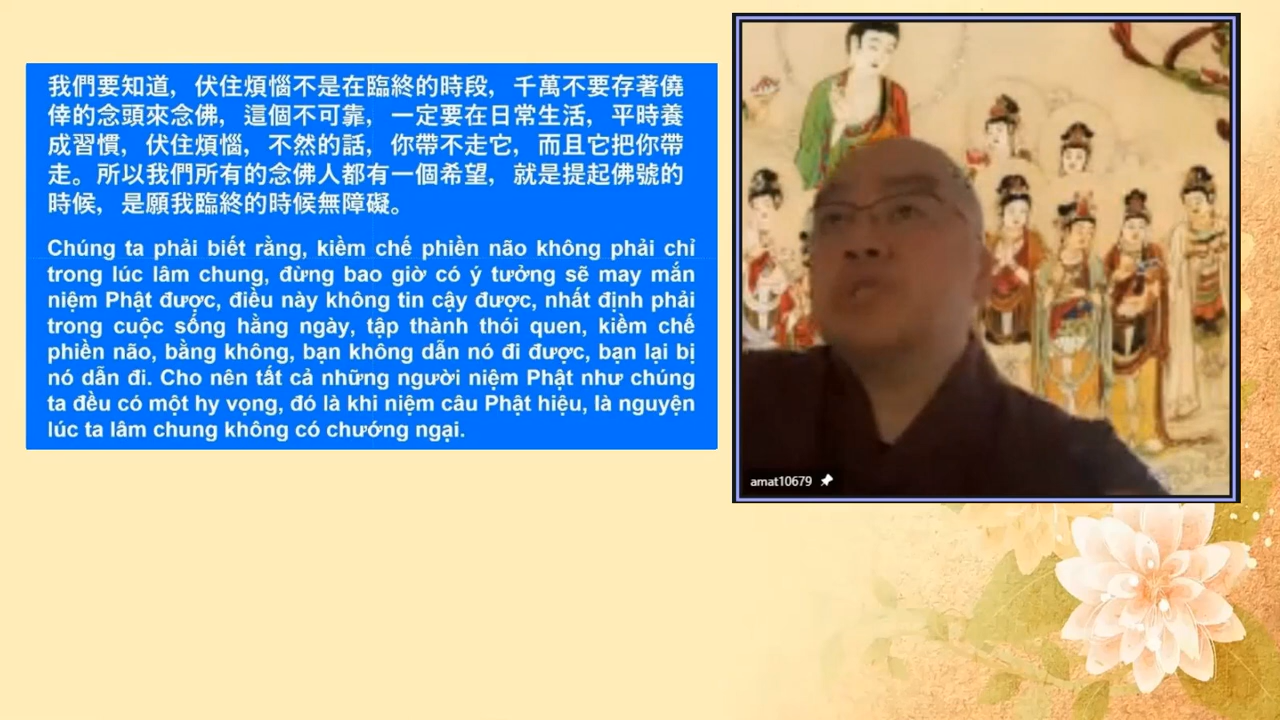 我們要知道，伏住煩惱不是在臨終的時段，千萬不要存著僥
倖的念頭來念佛，這個不可靠，一定要在日常生活，平時養
成習慣，伏住煩惱，不然的話，你帶不走它，而且它把你帶
走。所以我們所有的念佛人都有一個希望，就是提起佛號的
時候，是願我臨終的時候無障礙。
Chúng ta phải biết rằng, kiềm chế phiền não không phải chỉ
trong lúc lâm chung, đừng bao giờ có ý tưởng sẽ may mắn
niệm Phật được, điều này không tin cậy được, nhất định phải
trong cuộc sống hằng ngày, tập thành thói quen, kiềm chế
phiền não, bằng không, bạn không dẫn nó đi được, bạn lại bị
nó dẫn đi. Cho nên tất cả những người niệm Phật như chúng
ta đều có một hy vọng, đó là khi niệm câu Phật hiệu, là nguyện
lúc ta lâm chung không có chướng ngại.
amat10679